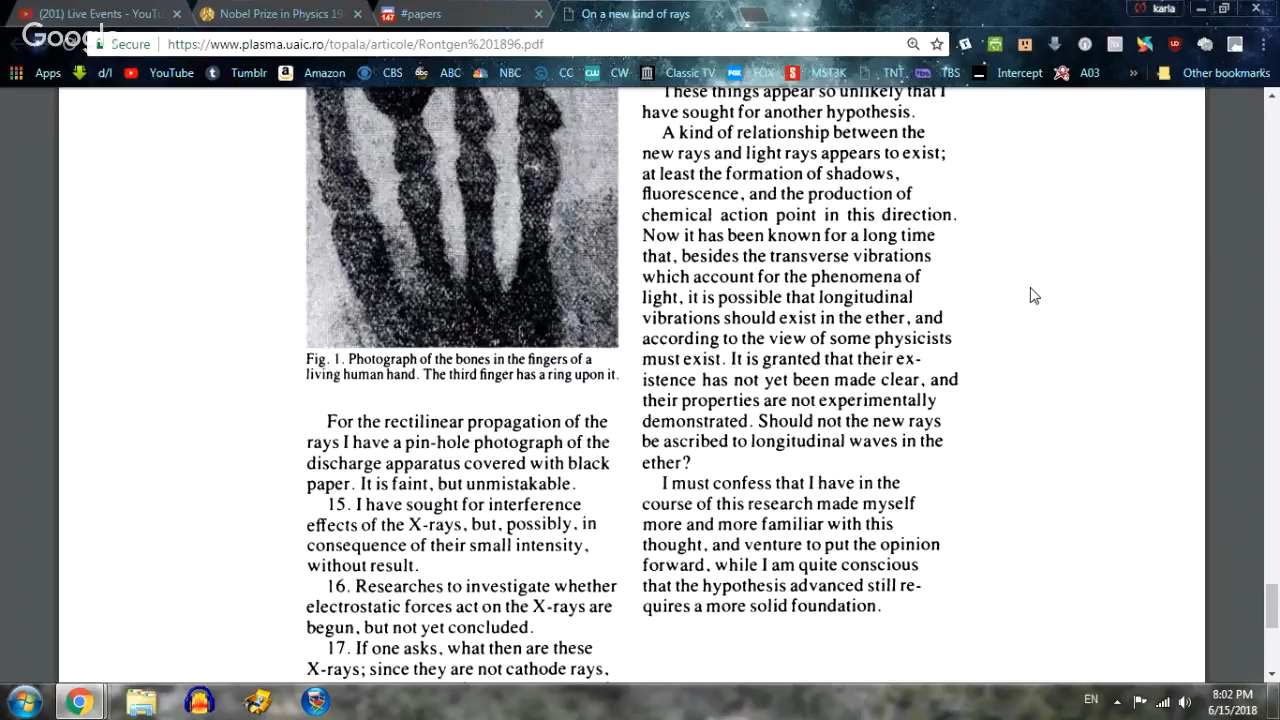 (201) Live Events - YouTu
Nobel Prize in Physics 19
147
#papers
On a new kind of rays
karla
Secure
https://www.plasma.uaic.ro/topala/articole/Rontgen%201896.pdf
Apps d/l YouTube Tumblr Amazon CBS ABC NBC CC CW Classic TV FOX MST3K TNT TBS Intercept A03 » Other bookmarks
Fig. 1. Photograph of the bones in the fingers of a
living human hand. The third finger has a ring upon it.
For the rectilinear propagation of the
rays I have a pin-hole photograph of the
discharge apparatus covered with black
paper. It is faint, but unmistakable.
15. I have sought for interference
effects of the X-rays, but, possibly, in
consequence of their small intensity,
without result.
16. Researches to investigate whether
electrostatic forces act on the X-rays are
begun, but not yet concluded.
17. If one asks, what then are these
X-rays; since they are not cathode rays,
These things appear so unlikely that I
have sought for another hypothesis.
A kind of relationship between the
new rays and light rays appears to exist;
at least the formation of shadows,
fluorescence, and the production of
chemical action point in this direction.
Now it has been known for a long time
that, besides the transverse vibrations
which account for the phenomena of
light, it is possible that longitudinal
vibrations should exist in the ether, and
according to the view of some physicists
must exist. It is granted that their ex-
istence has not yet been made clear, and
their properties are not experimentally
demonstrated. Should not the new rays
be ascribed to longitudinal waves in the
ether?
I must confess that I have in the
course of this research made myself
more and more familiar with this
thought, and venture to put the opinion
forward, while I am quite conscious
that the hypothesis advanced still re-
quires a more solid foundation.
EN
8:02 PM
6/15/2018